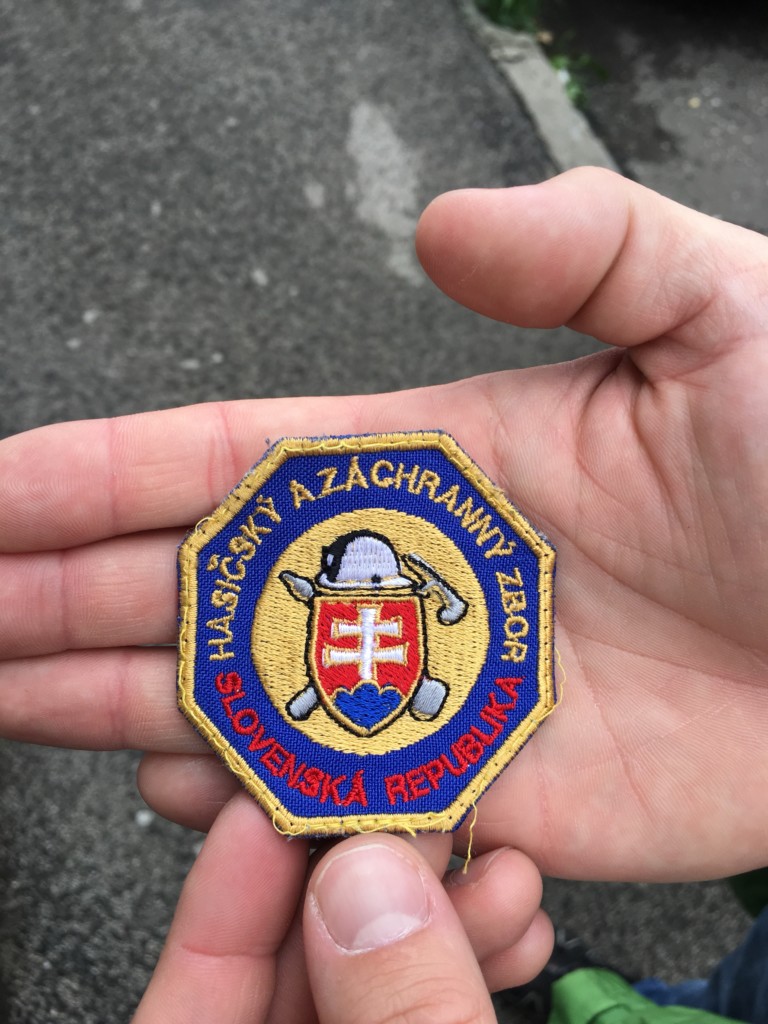 HASIČSKÝ A ZÁCHRANNÝ ZBOR
SLOVENSKÁ REPUBLIKA